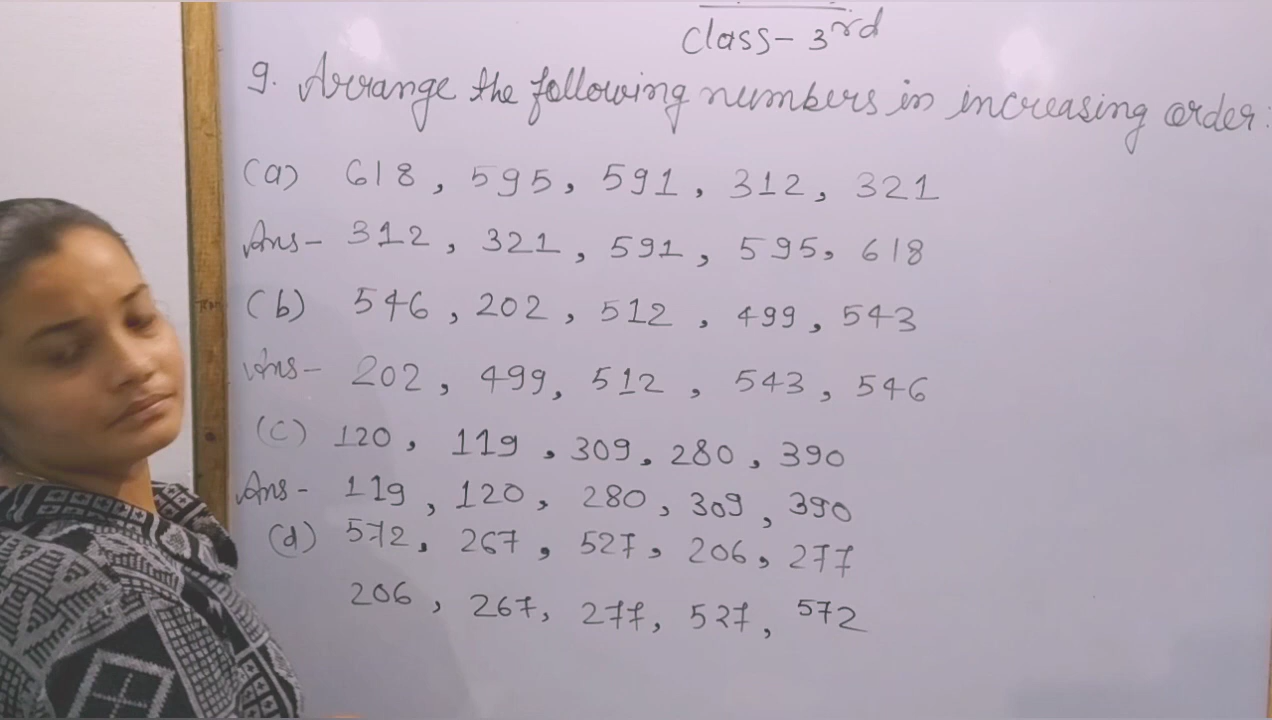 Class- 3rd
9. Arrange the following numbers in increasing order:
(a) 618, 595, 591, 312, 321
Ans- 312, 321, 591, 595, 618
(b) 546, 202, 512, 499, 543
Ans- 202, 499, 512, 543, 546
(c) 120, 119, 309, 280, 390
Ans- 119, 120, 280, 309, 390
(d) 572, 267, 527, 206, 277
206, 267, 277, 527, 572